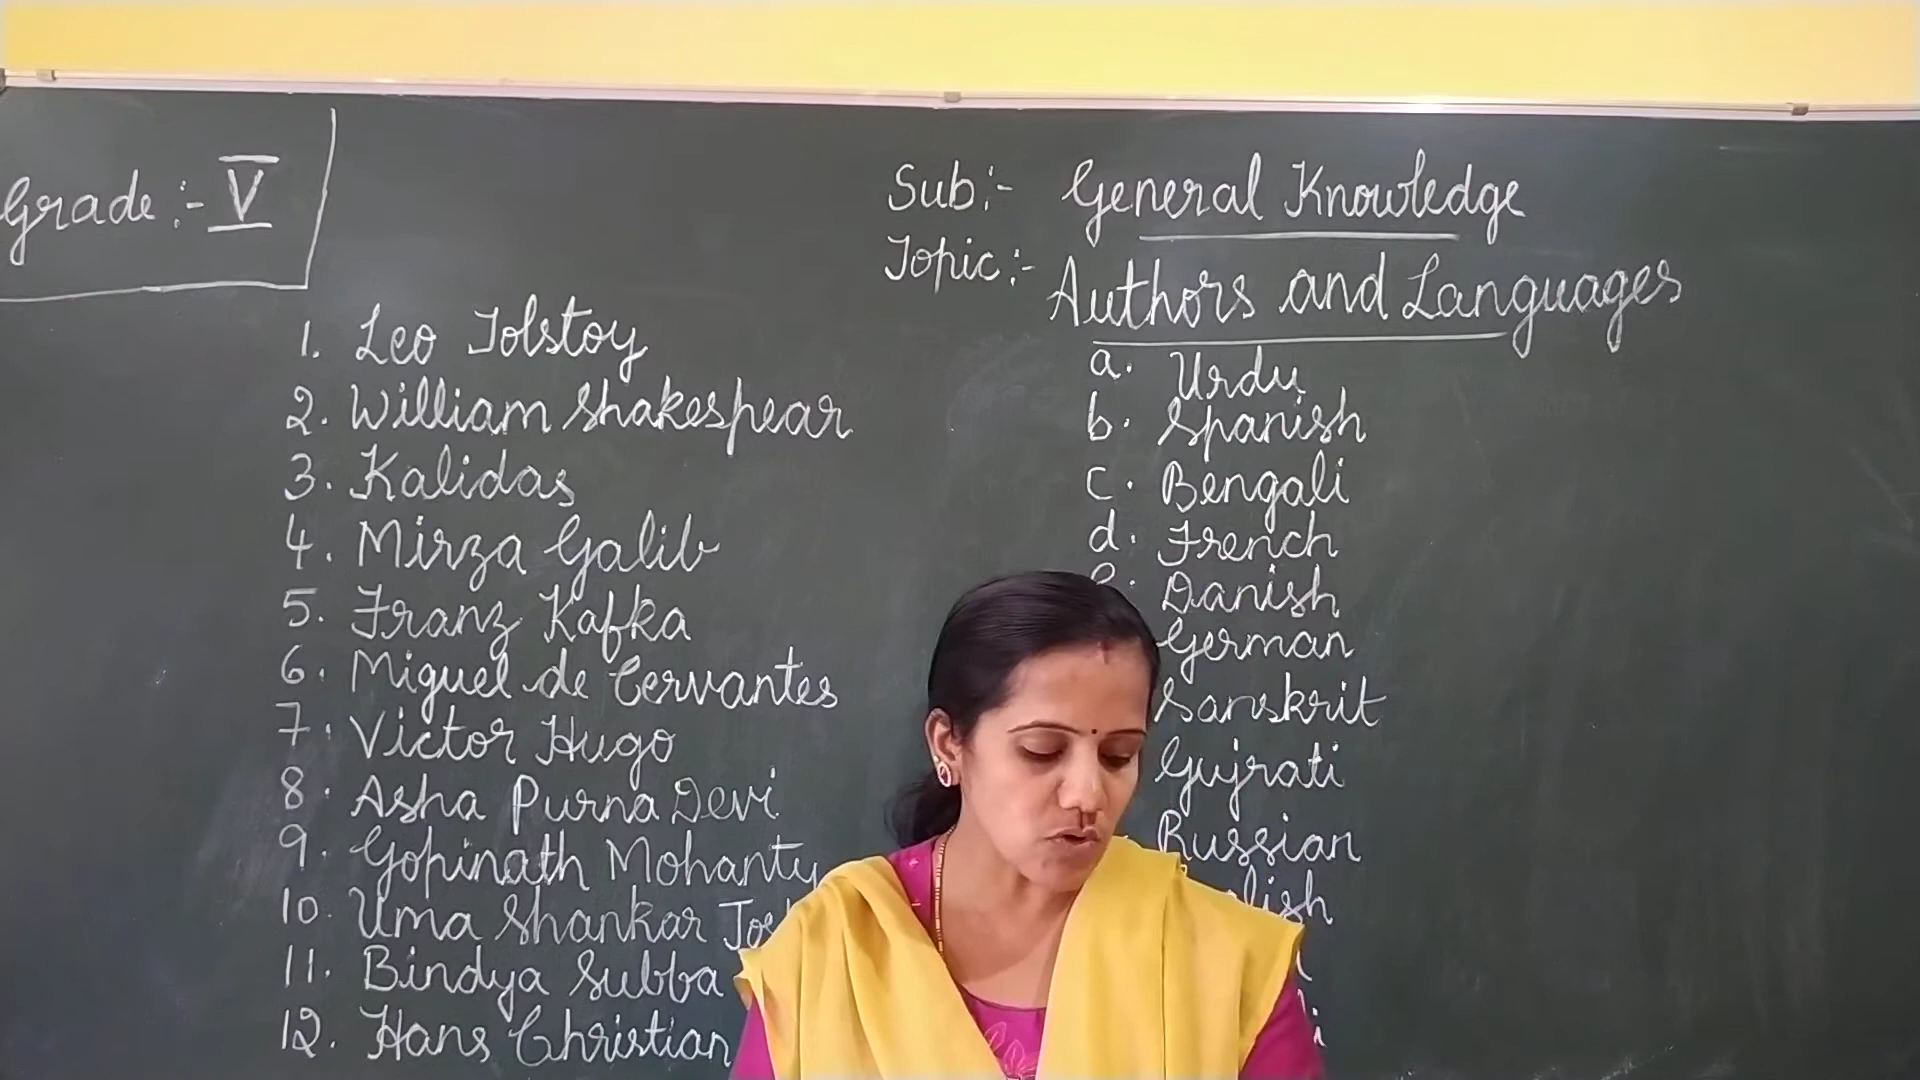 Grade :- V
Sub :- General Knowledge
Topic :- Authors and Languages
1. Leo Tolstoy
2. William Shakespear
3. Kalidas
4. Mirza Galib
5. Franz Kafka
6. Miguel de Cervantes
7. Victor Hugo
8. Asha Purna Devi
9. Gopinath Mohanty
10. Uma Shankar
11. Bindya Subba
12. Hans Christian
a. Urdu
b. Spanish
c. Bengali
d. French
e. Danish
German
Sanskrit
Gujrati
Russian